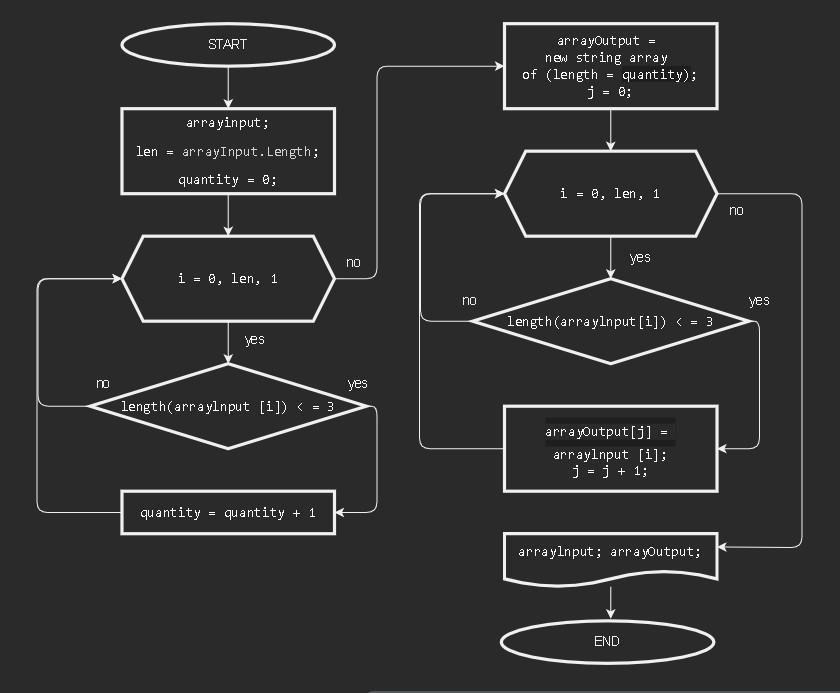 START
arrayinput;
len = arrayInput.Length;
quantity = 0;
i = 0, len, 1
no
yes
no
yes
length(arraylnput [i]) < = 3
quantity = quantity + 1
arrayOutput =
new string array
of (length = quantity);
j = 0;
i = 0, len, 1
no
yes
no
yes
length(arraylnput[i]) < = 3
arrayOutput[j] =
arraylnput [i];
j = j + 1;
arraylnput; arrayOutput;
END